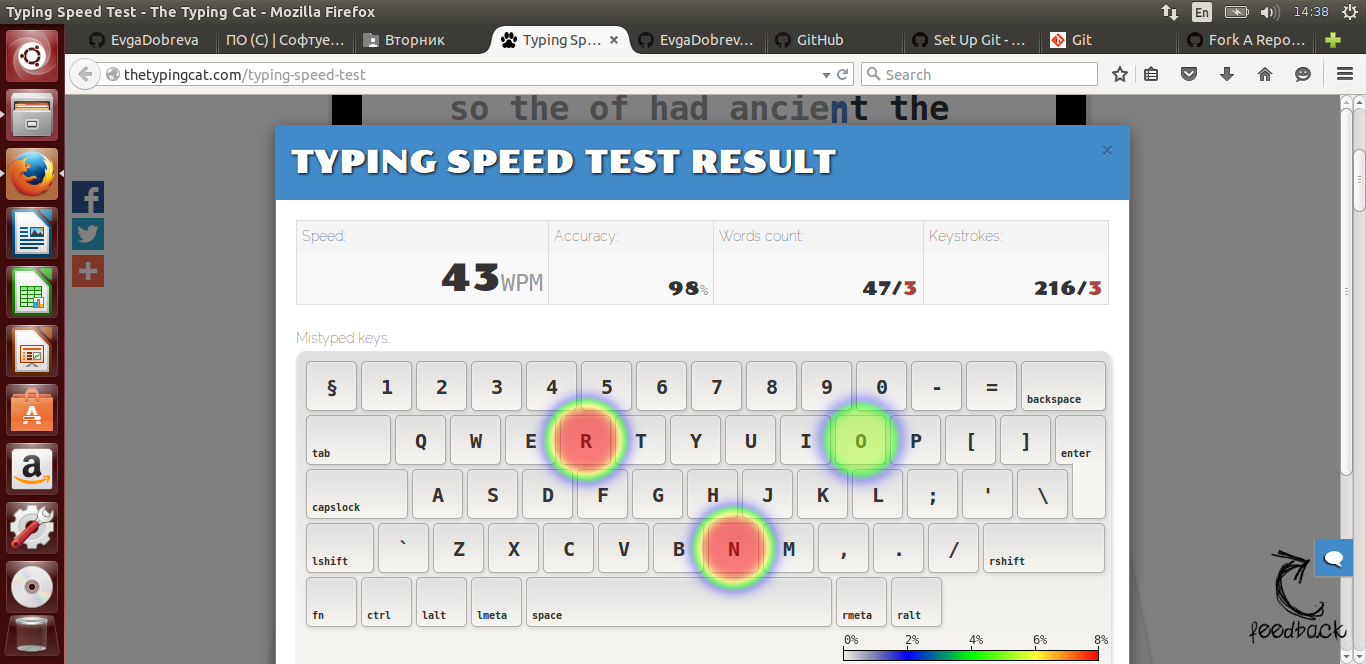 Typing Speed Test - The Typing Cat - Mozilla Firefox
En
14:38
EvgaDobreva
ПО (С) | Софтуе...
Вторник
Typing Sp... ×
EvgaDobrev...
GitHub
Set Up Git - ...
Git
Fork A Repo...
thetypingcat.com/typing-speed-test
Search
so the of had ancient the
TYPING SPEED TEST RESULT
×
Speed: Accuracy: Words count: Keystrokes:
43WPM 98% 47/3 216/3
Mistyped keys:
§ 1 2 3 4 5 6 7 8 9 0 - = backspace
tab Q W E R T Y U I O P [ ] enter
capslock A S D F G H J K L ; ' \
lshift ` Z X C V B N M , . / rshift
fn ctrl lalt lmeta space rmeta ralt
0% 2% 4% 6% 8%
feedback